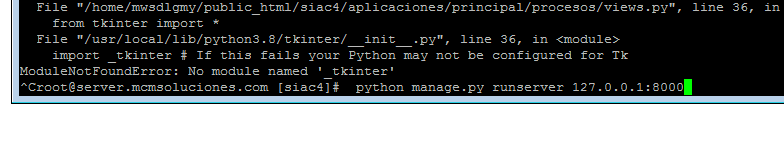 File "/home/mwsdlgmy/public_html/siac4/aplicaciones/principal/procesos/views.py", line 36, in
from tkinter import *
File "/usr/local/lib/python3.8/tkinter/__init__.py", line 36, in <module>
import _tkinter # If this fails your Python may not be configured for Tk
ModuleNotFoundError: No module named '_tkinter'
^Croot@server.mcmsoluciones.com [siac4]#  python manage.py runserver 127.0.0.1:8000